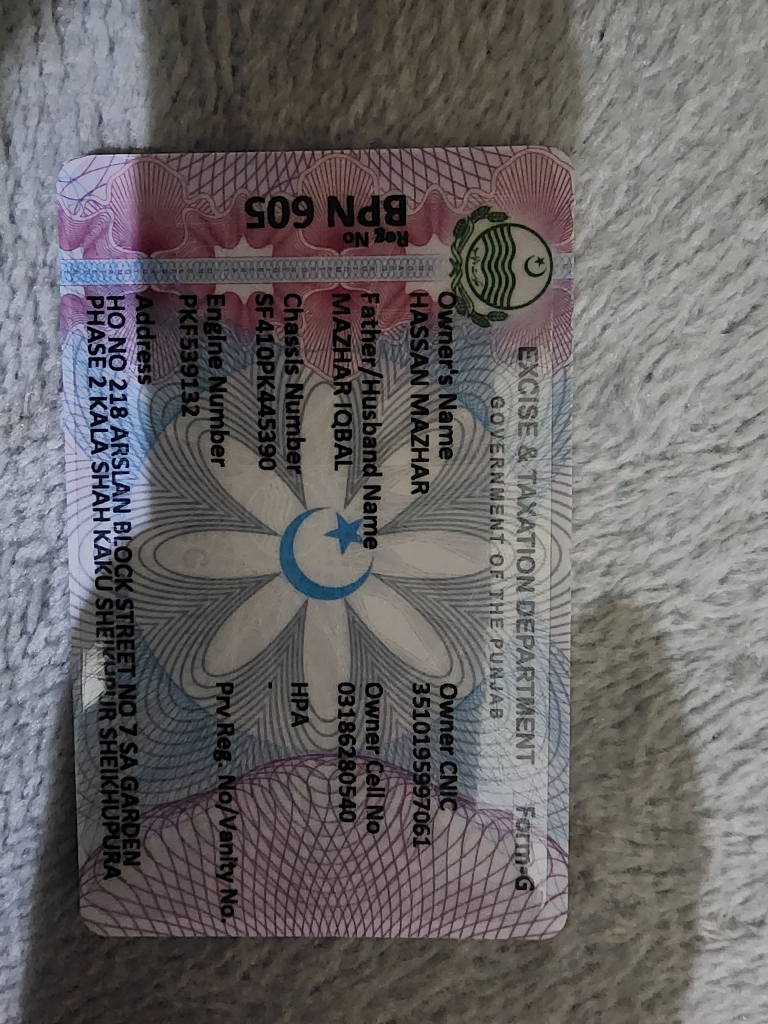 EXCISE & TAXATION DEPARTMENT Form-G
GOVERNMENT OF THE PUNJAB
Reg No
BPN 605
Owner's Name Owner CNIC
HASSAN MAZHAR 3510195997061
Father/Husband Name Owner Cell No
MAZHAR IQBAL 03186280540
Chassis Number HPA
SF410PK445390 -
Engine Number Prv Reg. No/Vanity No.
PKF539132
Address
HO NO 218 ARSLAN BLOCK STREET NO 7 SA GARDEN
PHASE 2 KALA SHAH KAKU SHEIKHPUR SHEIKHUPURA